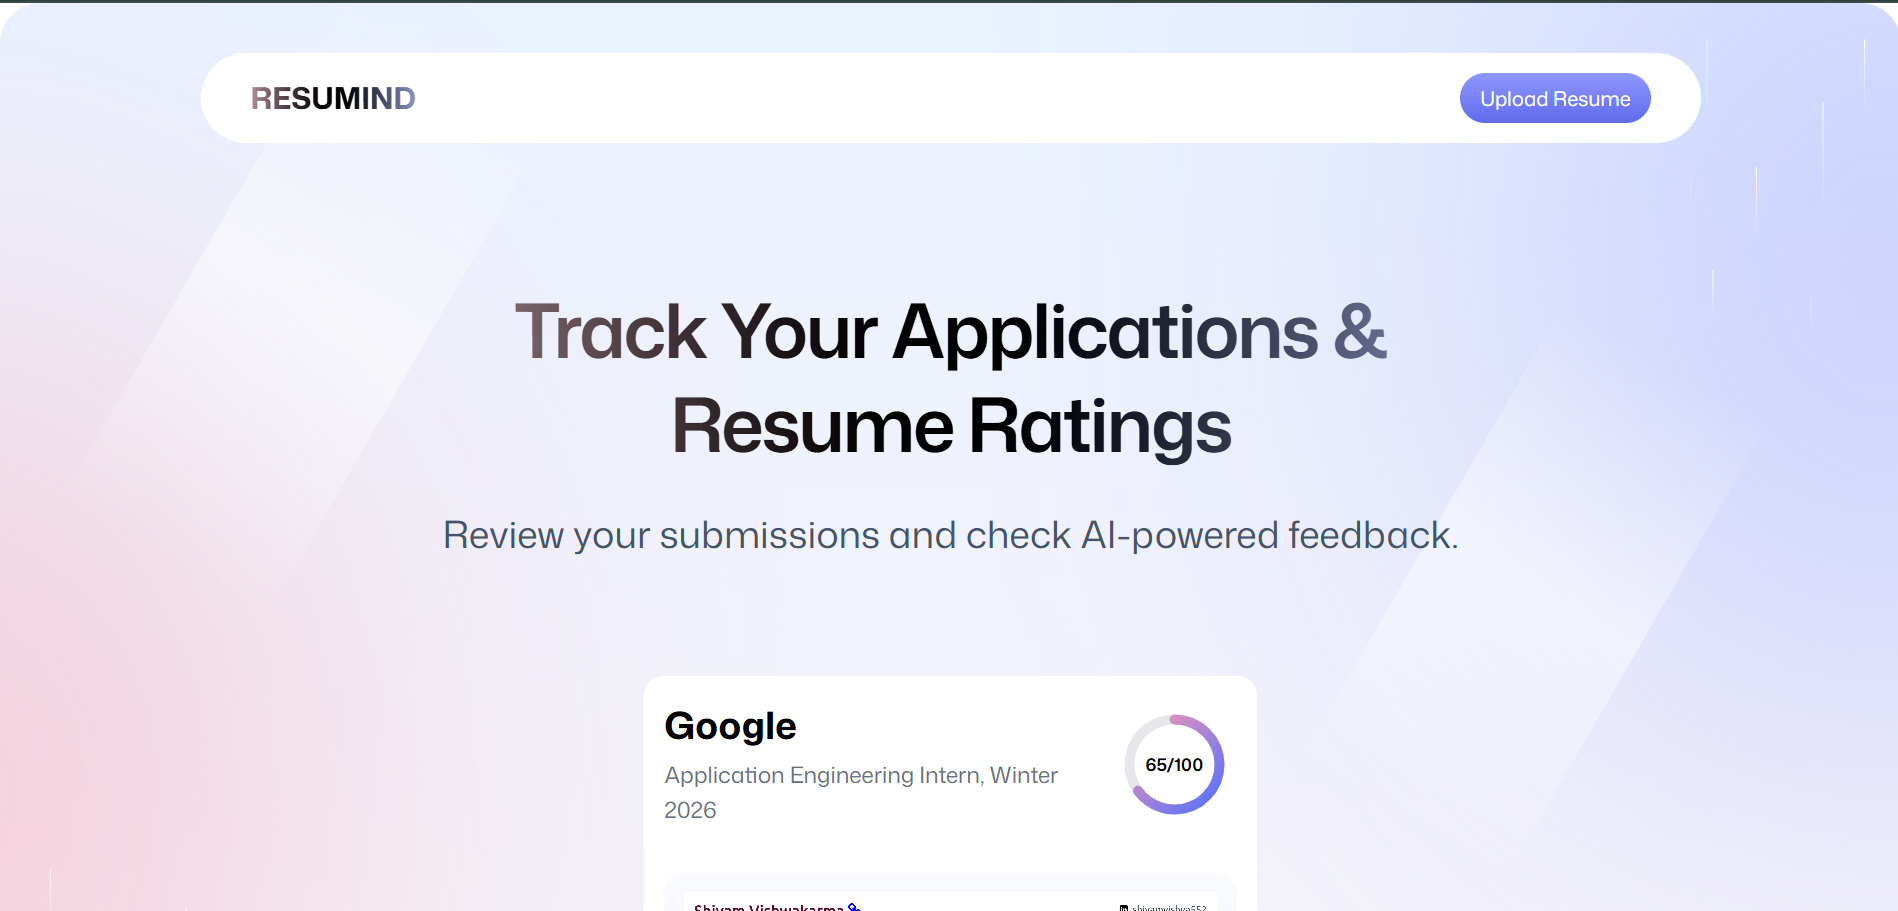 RESUMIND
Upload Resume
Track Your Applications &
Resume Ratings
Review your submissions and check AI-powered feedback.
Google
Application Engineering Intern, Winter
2026
65/100
Shivam Vishwakarma
shivamvishva552